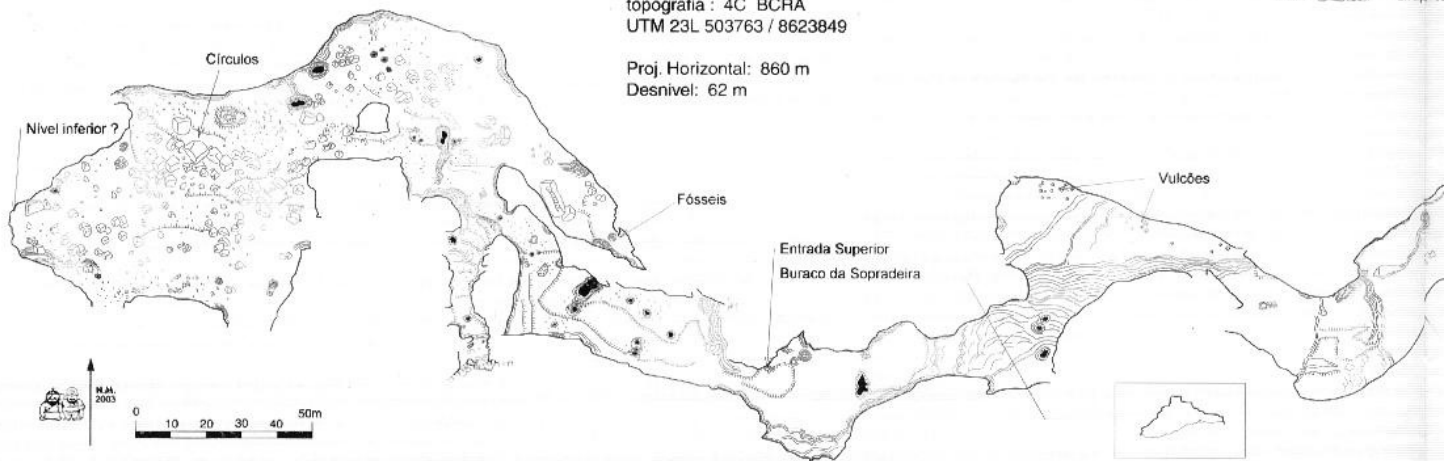 topografia : 4C BCRA
UTM 23L 503763 / 8623849
Proj. Horizontal: 860 m
Desnível: 62 m
Círculos
Nível inferior ?
Fósseis
Vulcões
Entrada Superior
Buraco da Sopradeira
N.M.
2003
0 10 20 30 40 50m